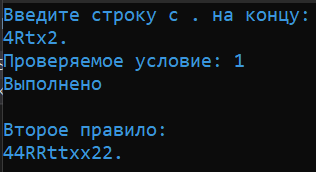 Введите строку с . на концу:
4Rtx2.
Проверяемое условие: 1
Выполнено
Второе правило:
44RRttxx22.